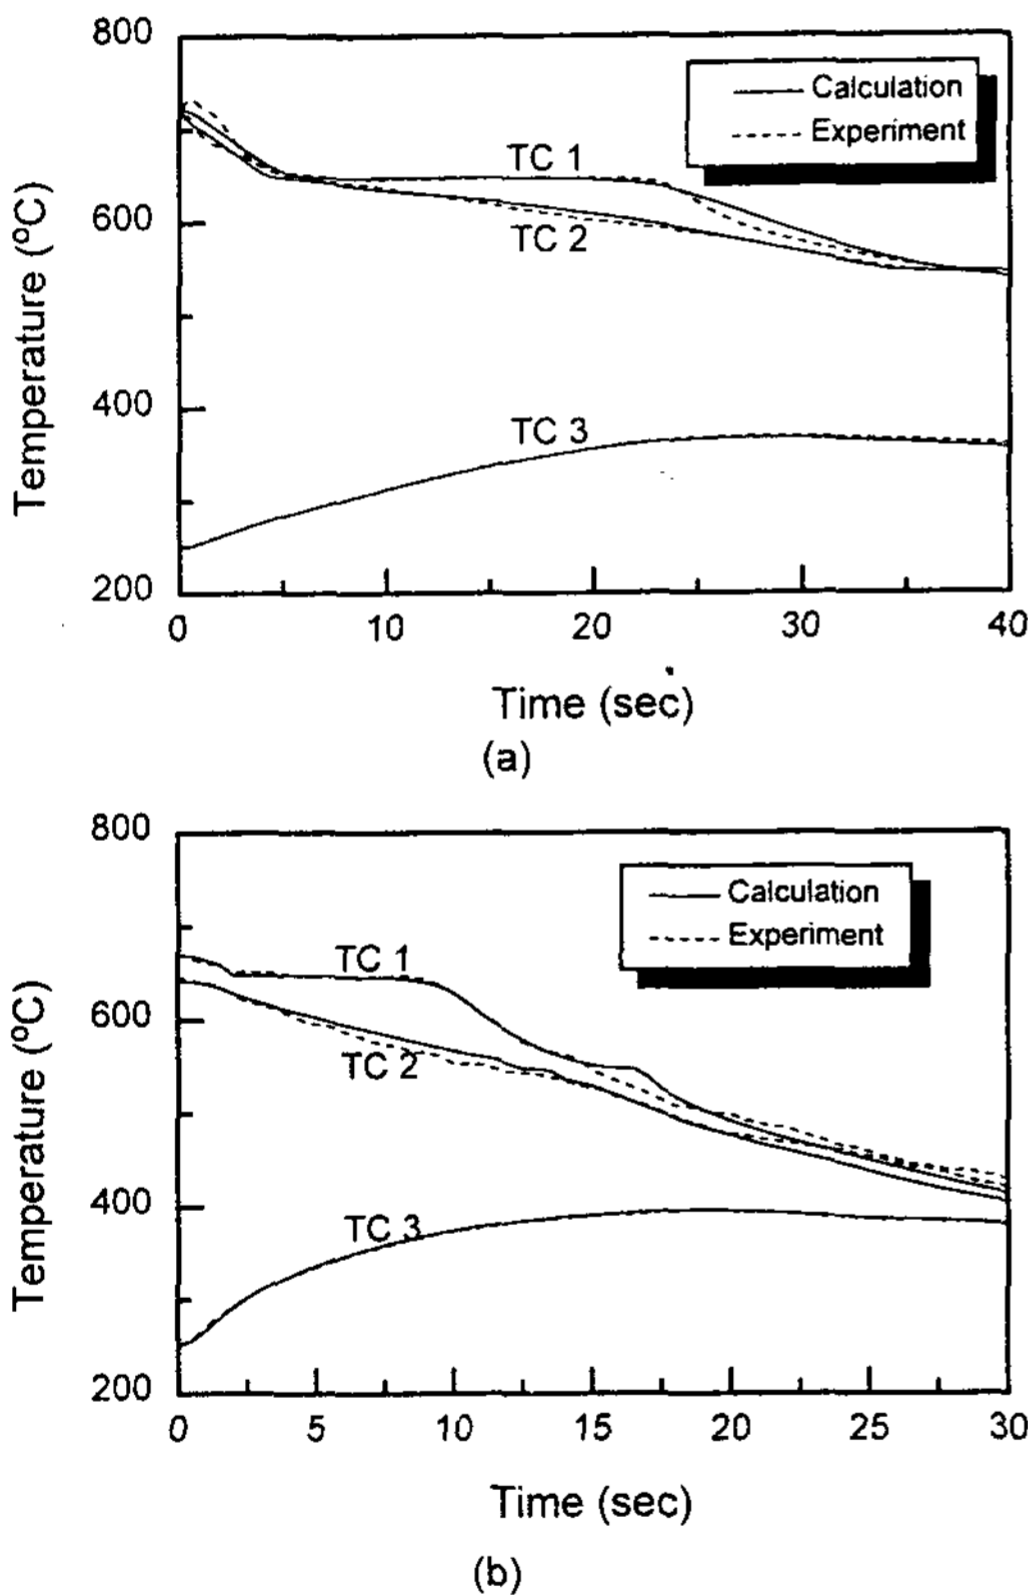 800
Calculation
Experiment
TC 1
600
TC 2
Temperature (ºC)
400
TC 3
200
0 10 20 30 40
Time (sec)
(a)
800
Calculation
Experiment
TC 1
600
TC 2
Temperature (ºC)
400
TC 3
200
0 5 10 15 20 25 30
Time (sec)
(b)